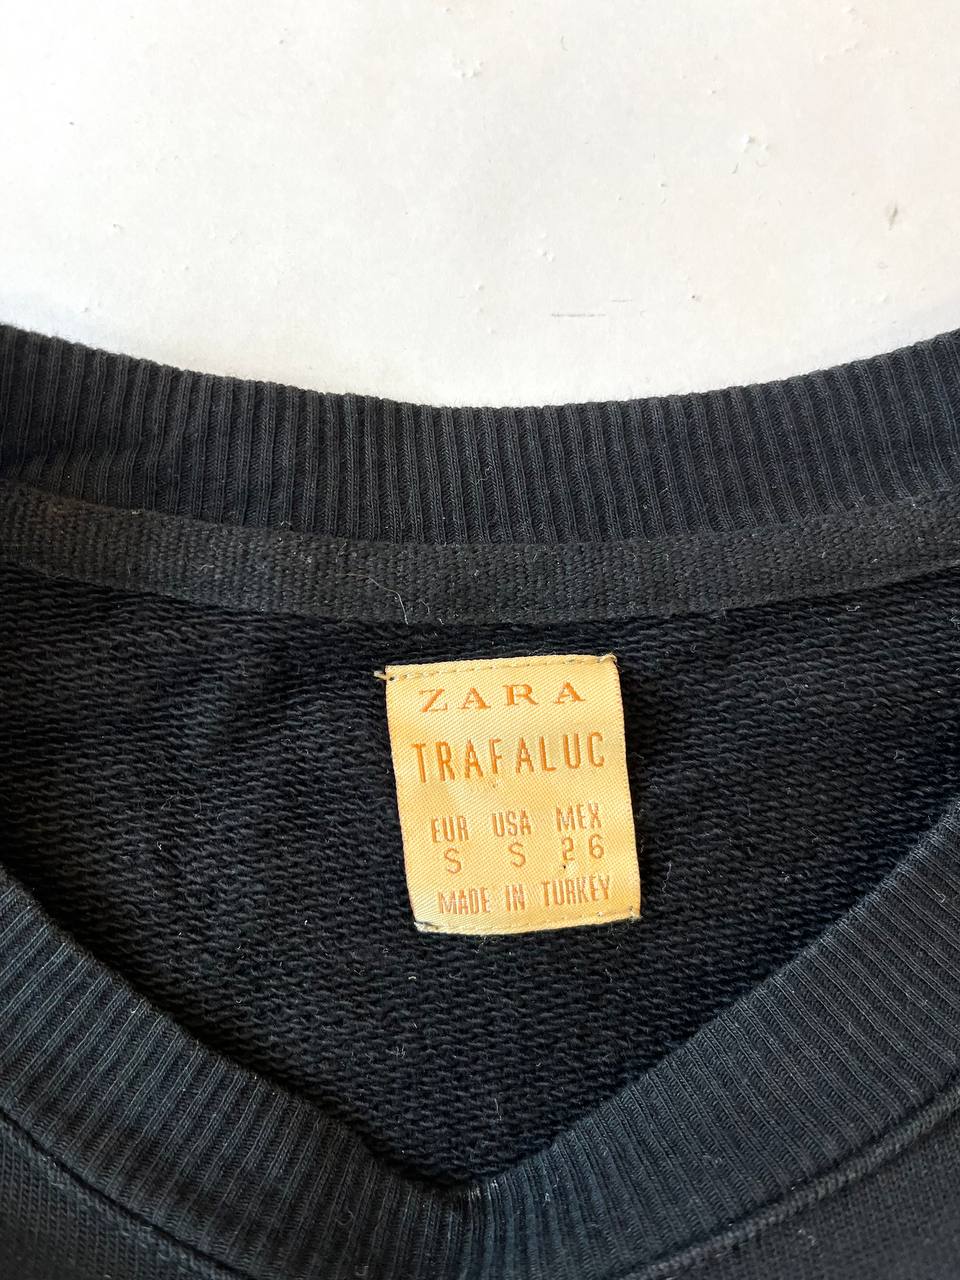 ZARA
TRAFALUC
EUR USA MEX
S S 26
MADE IN TURKEY